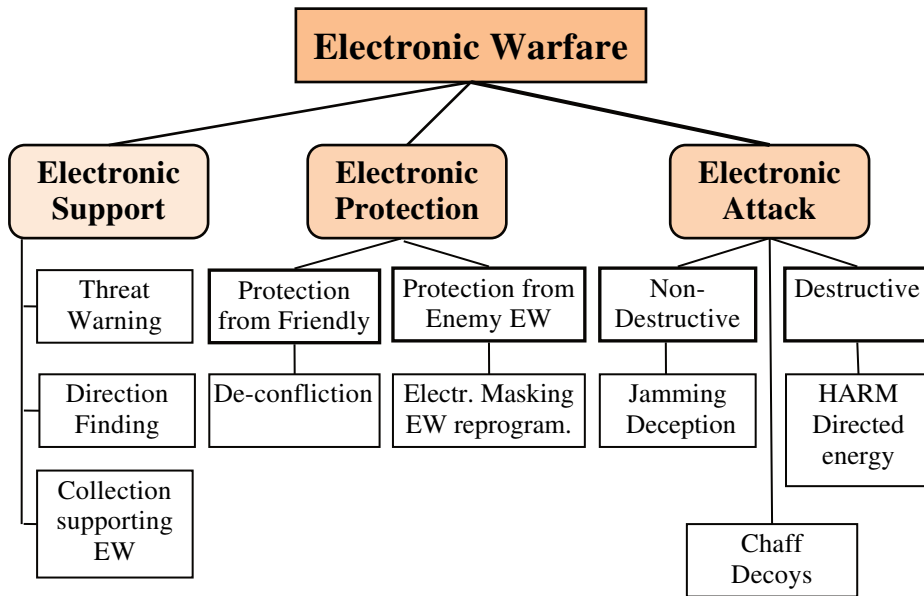 Electronic Warfare
Electronic
Support
Electronic
Protection
Electronic
Attack
Threat
Warning
Protection
from Friendly
Protection from
Enemy EW
Non-
Destructive
Destructive
Direction
Finding
De-confliction
Electr. Masking
EW reprogram.
Jamming
Deception
HARM
Directed
energy
Collection
supporting
EW
Chaff
Decoys